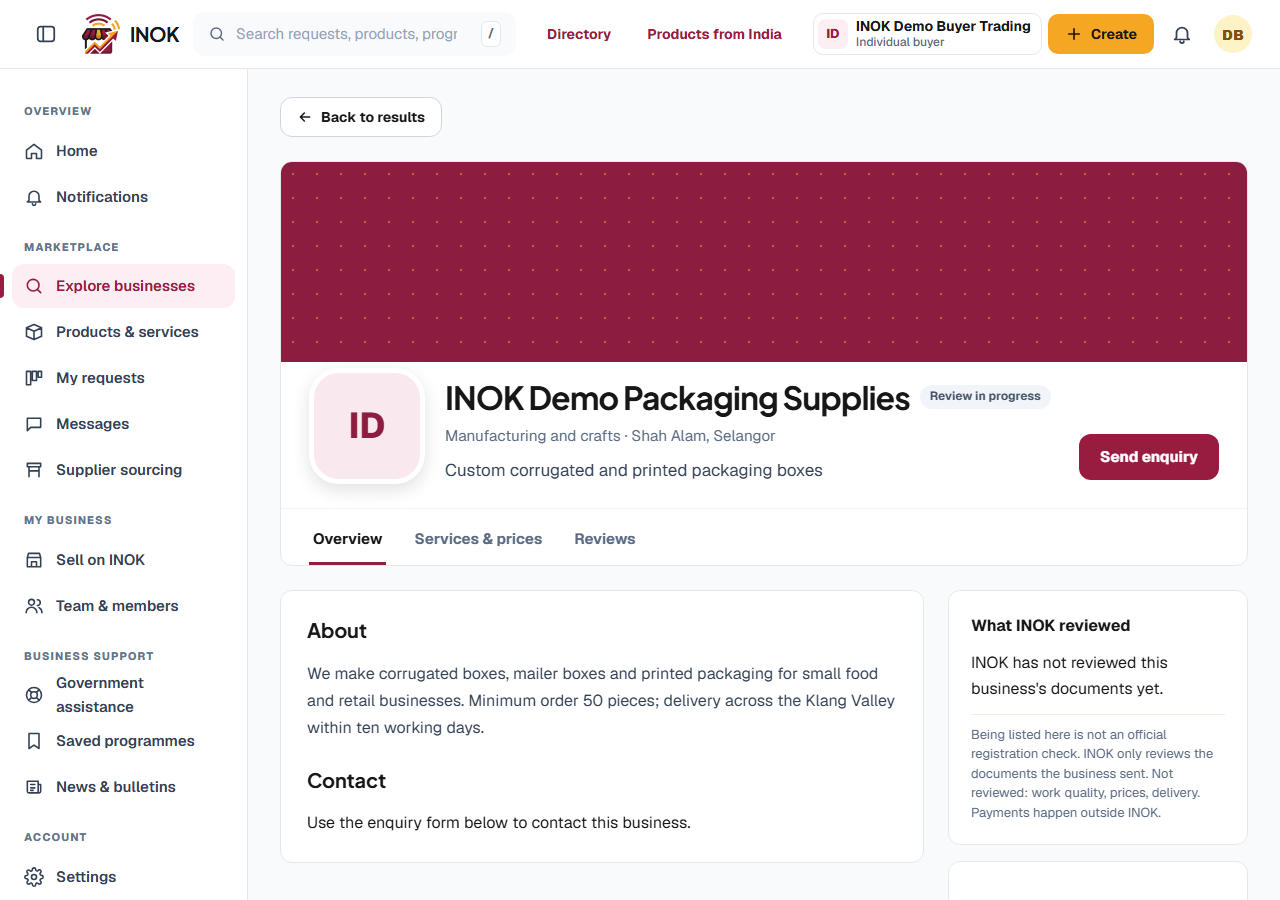 INOK
Search requests, products, progr
/
Directory
Products from India
ID
INOK Demo Buyer Trading
Individual buyer
Create
DB
OVERVIEW
Home
Notifications
MARKETPLACE
Explore businesses
Products & services
My requests
Messages
Supplier sourcing
MY BUSINESS
Sell on INOK
Team & members
BUSINESS SUPPORT
Government
assistance
Saved programmes
News & bulletins
ACCOUNT
Settings
Back to results
ID
INOK Demo Packaging Supplies
Review in progress
Manufacturing and crafts · Shah Alam, Selangor
Custom corrugated and printed packaging boxes
Send enquiry
Overview
Services & prices
Reviews
About
We make corrugated boxes, mailer boxes and printed packaging for small food
and retail businesses. Minimum order 50 pieces; delivery across the Klang Valley
within ten working days.
Contact
Use the enquiry form below to contact this business.
What INOK reviewed
INOK has not reviewed this
business's documents yet.
Being listed here is not an official
registration check. INOK only reviews the
documents the business sent. Not
reviewed: work quality, prices, delivery.
Payments happen outside INOK.